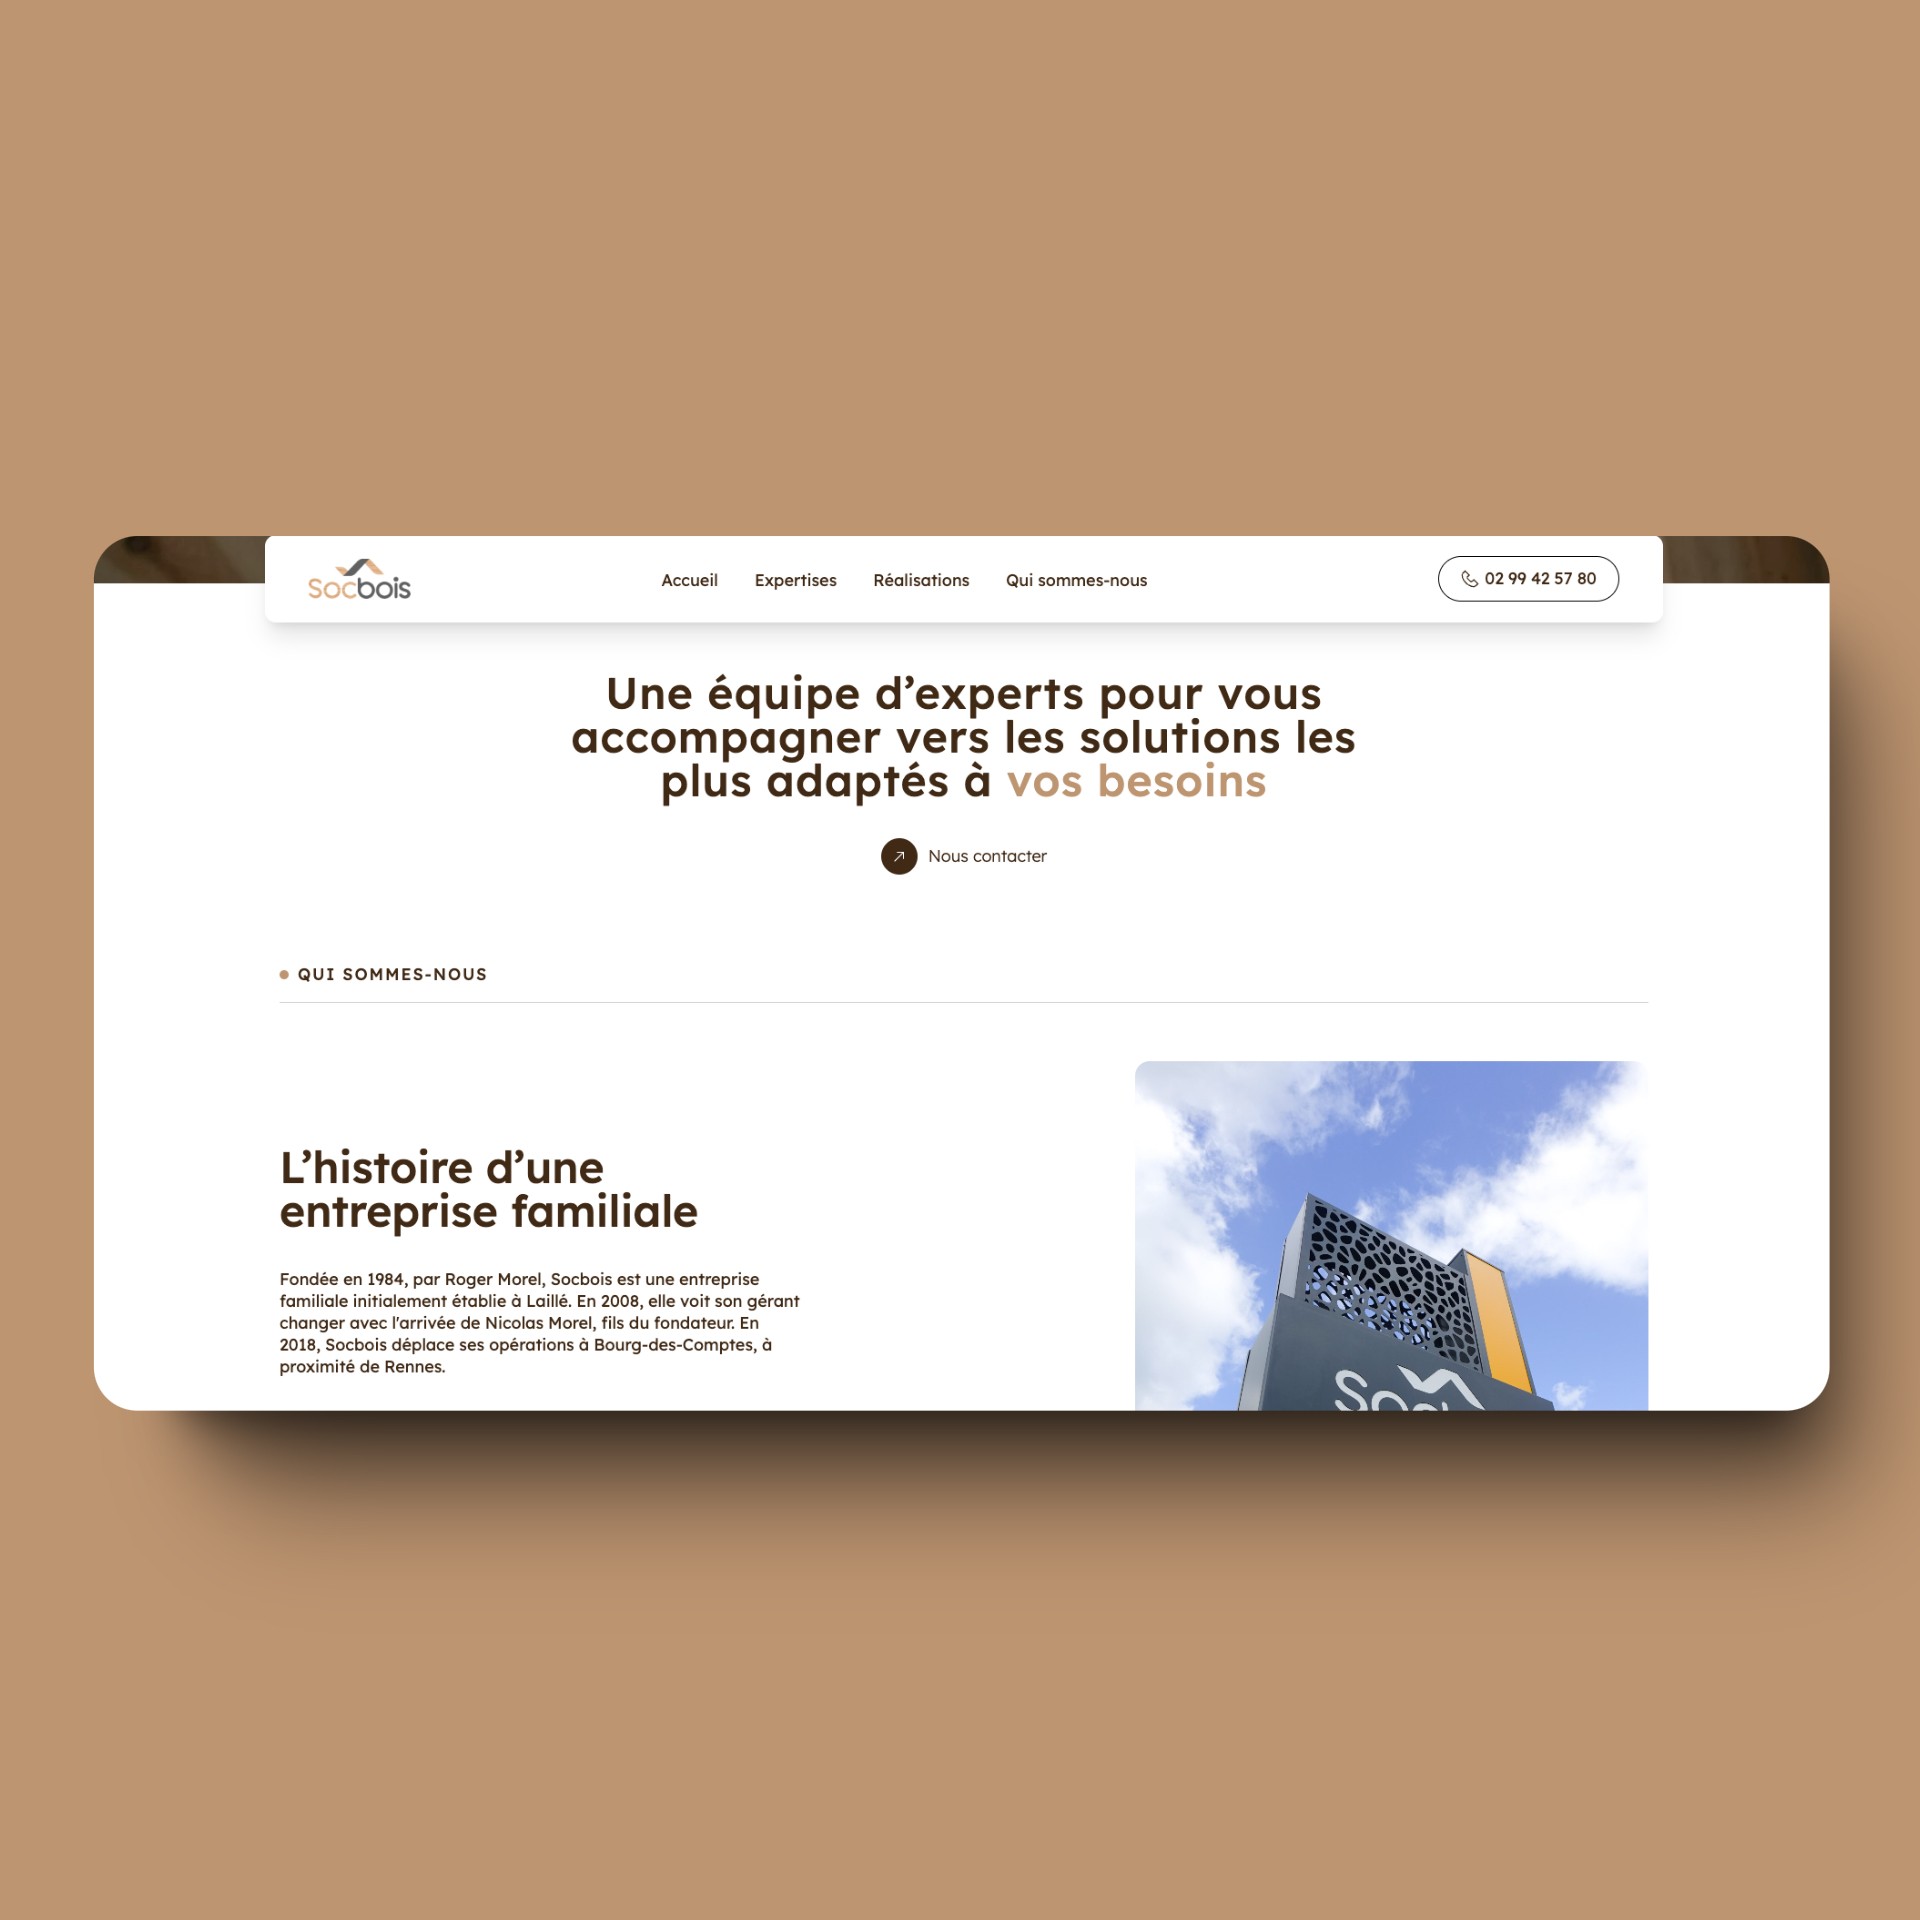 Socbois
Accueil
Expertises
Réalisations
Qui sommes-nous
02 99 42 57 80
Une équipe d’experts pour vous
accompagner vers les solutions les
plus adaptés à vos besoins
Nous contacter
QUI SOMMES-NOUS
L’histoire d’une
entreprise familiale
Fondée en 1984, par Roger Morel, Socbois est une entreprise
familiale initialement établie à Laillé. En 2008, elle voit son gérant
changer avec l'arrivée de Nicolas Morel, fils du fondateur. En
2018, Socbois déplace ses opérations à Bourg-des-Comptes, à
proximité de Rennes.